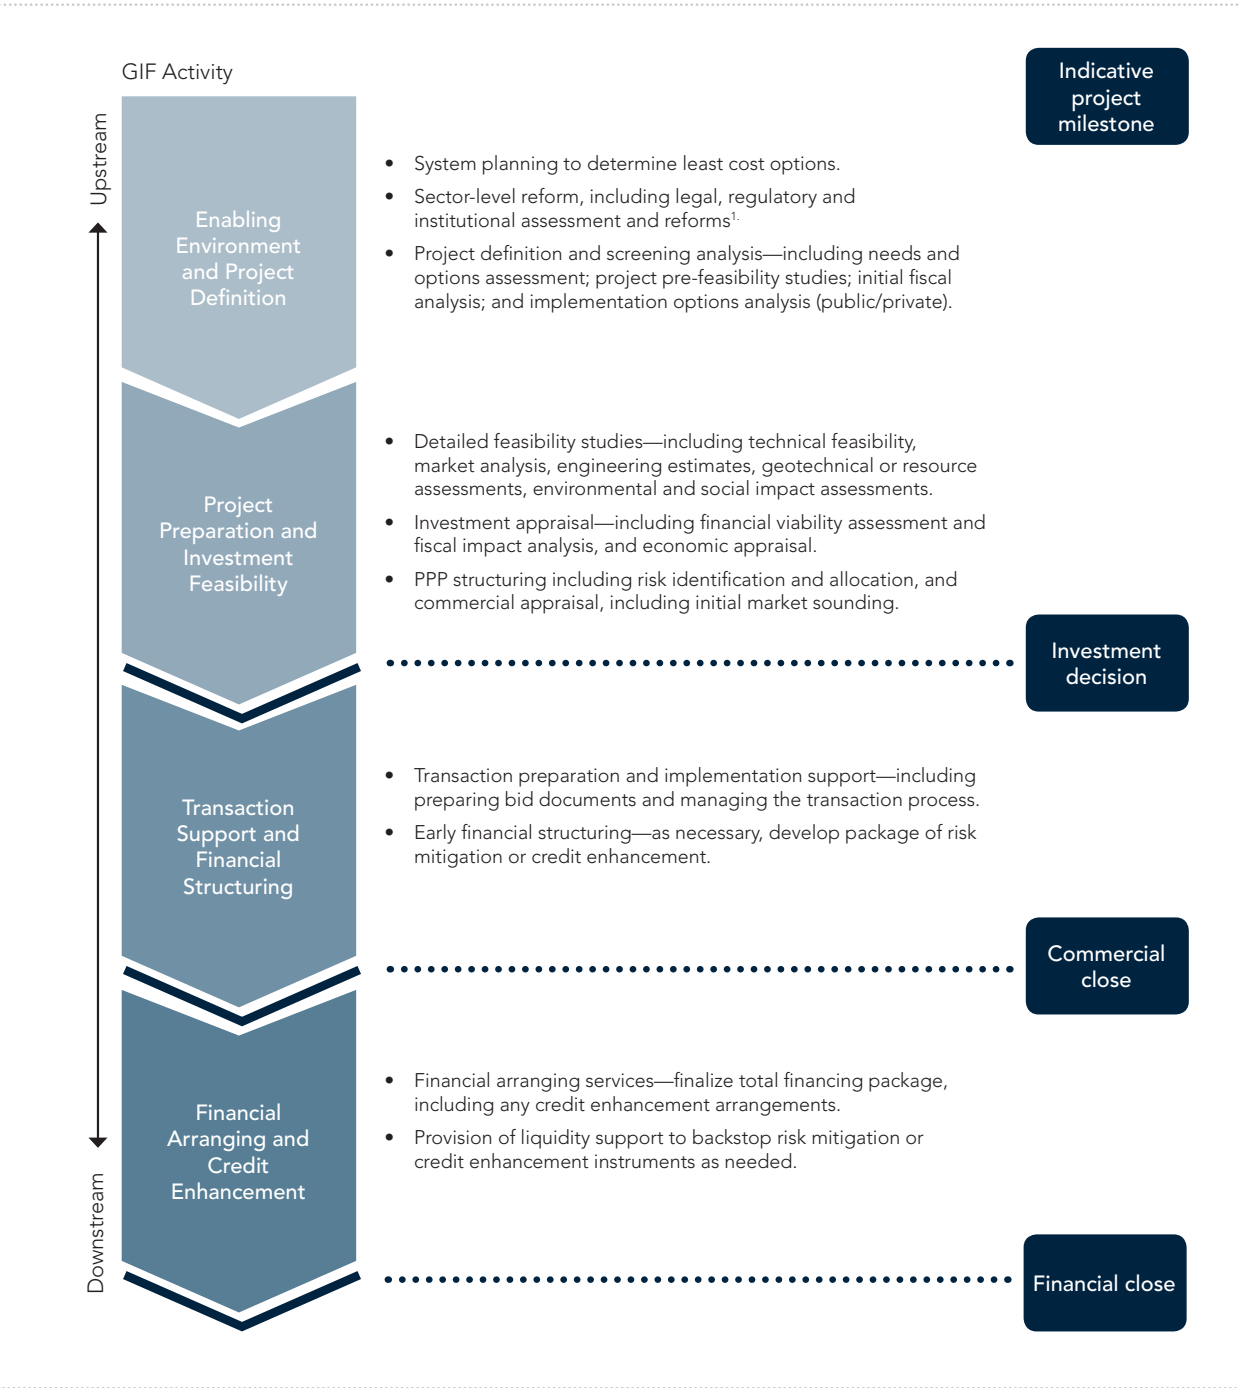 GIF Activity
Indicative
project
milestone
Upstream
Enabling
Environment
and Project
Definition
• System planning to determine least cost options.
• Sector-level reform, including legal, regulatory and
institutional assessment and reforms1.
• Project definition and screening analysis—including needs and
options assessment; project pre-feasibility studies; initial fiscal
analysis; and implementation options analysis (public/private).
Project
Preparation and
Investment
Feasibility
• Detailed feasibility studies—including technical feasibility,
market analysis, engineering estimates, geotechnical or resource
assessments, environmental and social impact assessments.
• Investment appraisal—including financial viability assessment and
fiscal impact analysis, and economic appraisal.
• PPP structuring including risk identification and allocation, and
commercial appraisal, including initial market sounding.
Investment
decision
Transaction
Support and
Financial
Structuring
• Transaction preparation and implementation support—including
preparing bid documents and managing the transaction process.
• Early financial structuring—as necessary, develop package of risk
mitigation or credit enhancement.
Commercial
close
Financial
Arranging and
Credit
Enhancement
• Financial arranging services—finalize total financing package,
including any credit enhancement arrangements.
• Provision of liquidity support to backstop risk mitigation or
credit enhancement instruments as needed.
Downstream
Financial close